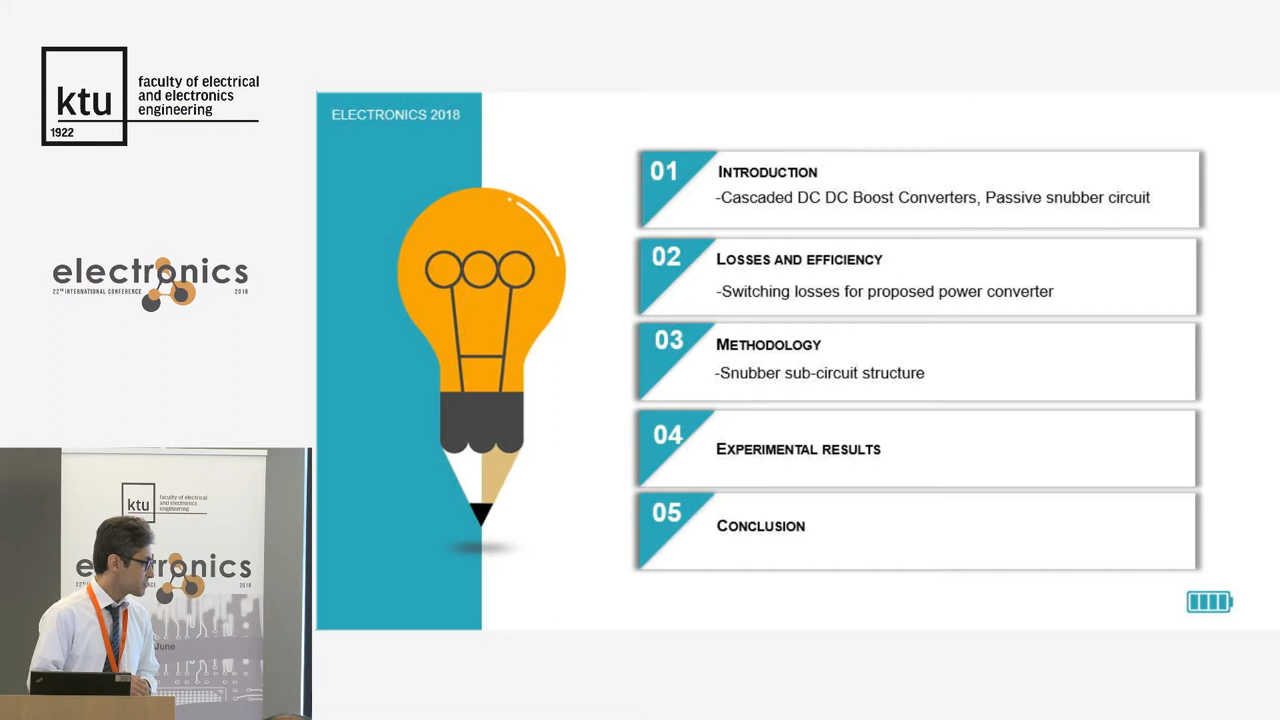 ktu
1922
faculty of electrical
and electronics
engineering
electronics
22ND INTERNATIONAL CONFERENCE
2018
ELECTRONICS 2018
01
INTRODUCTION
-Cascaded DC DC Boost Converters, Passive snubber circuit
02
LOSSES AND EFFICIENCY
-Switching losses for proposed power converter
03
METHODOLOGY
-Snubber sub-circuit structure
04
EXPERIMENTAL RESULTS
05
CONCLUSION
ktu
faculty of electrical
and electronics
engineering
electronics
2018
June